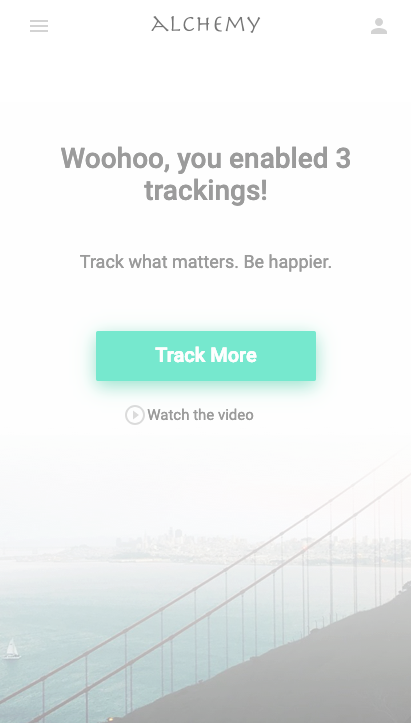 ALCHEMY
Woohoo, you enabled 3
trackings!
Track what matters. Be happier.
Track More
Watch the video